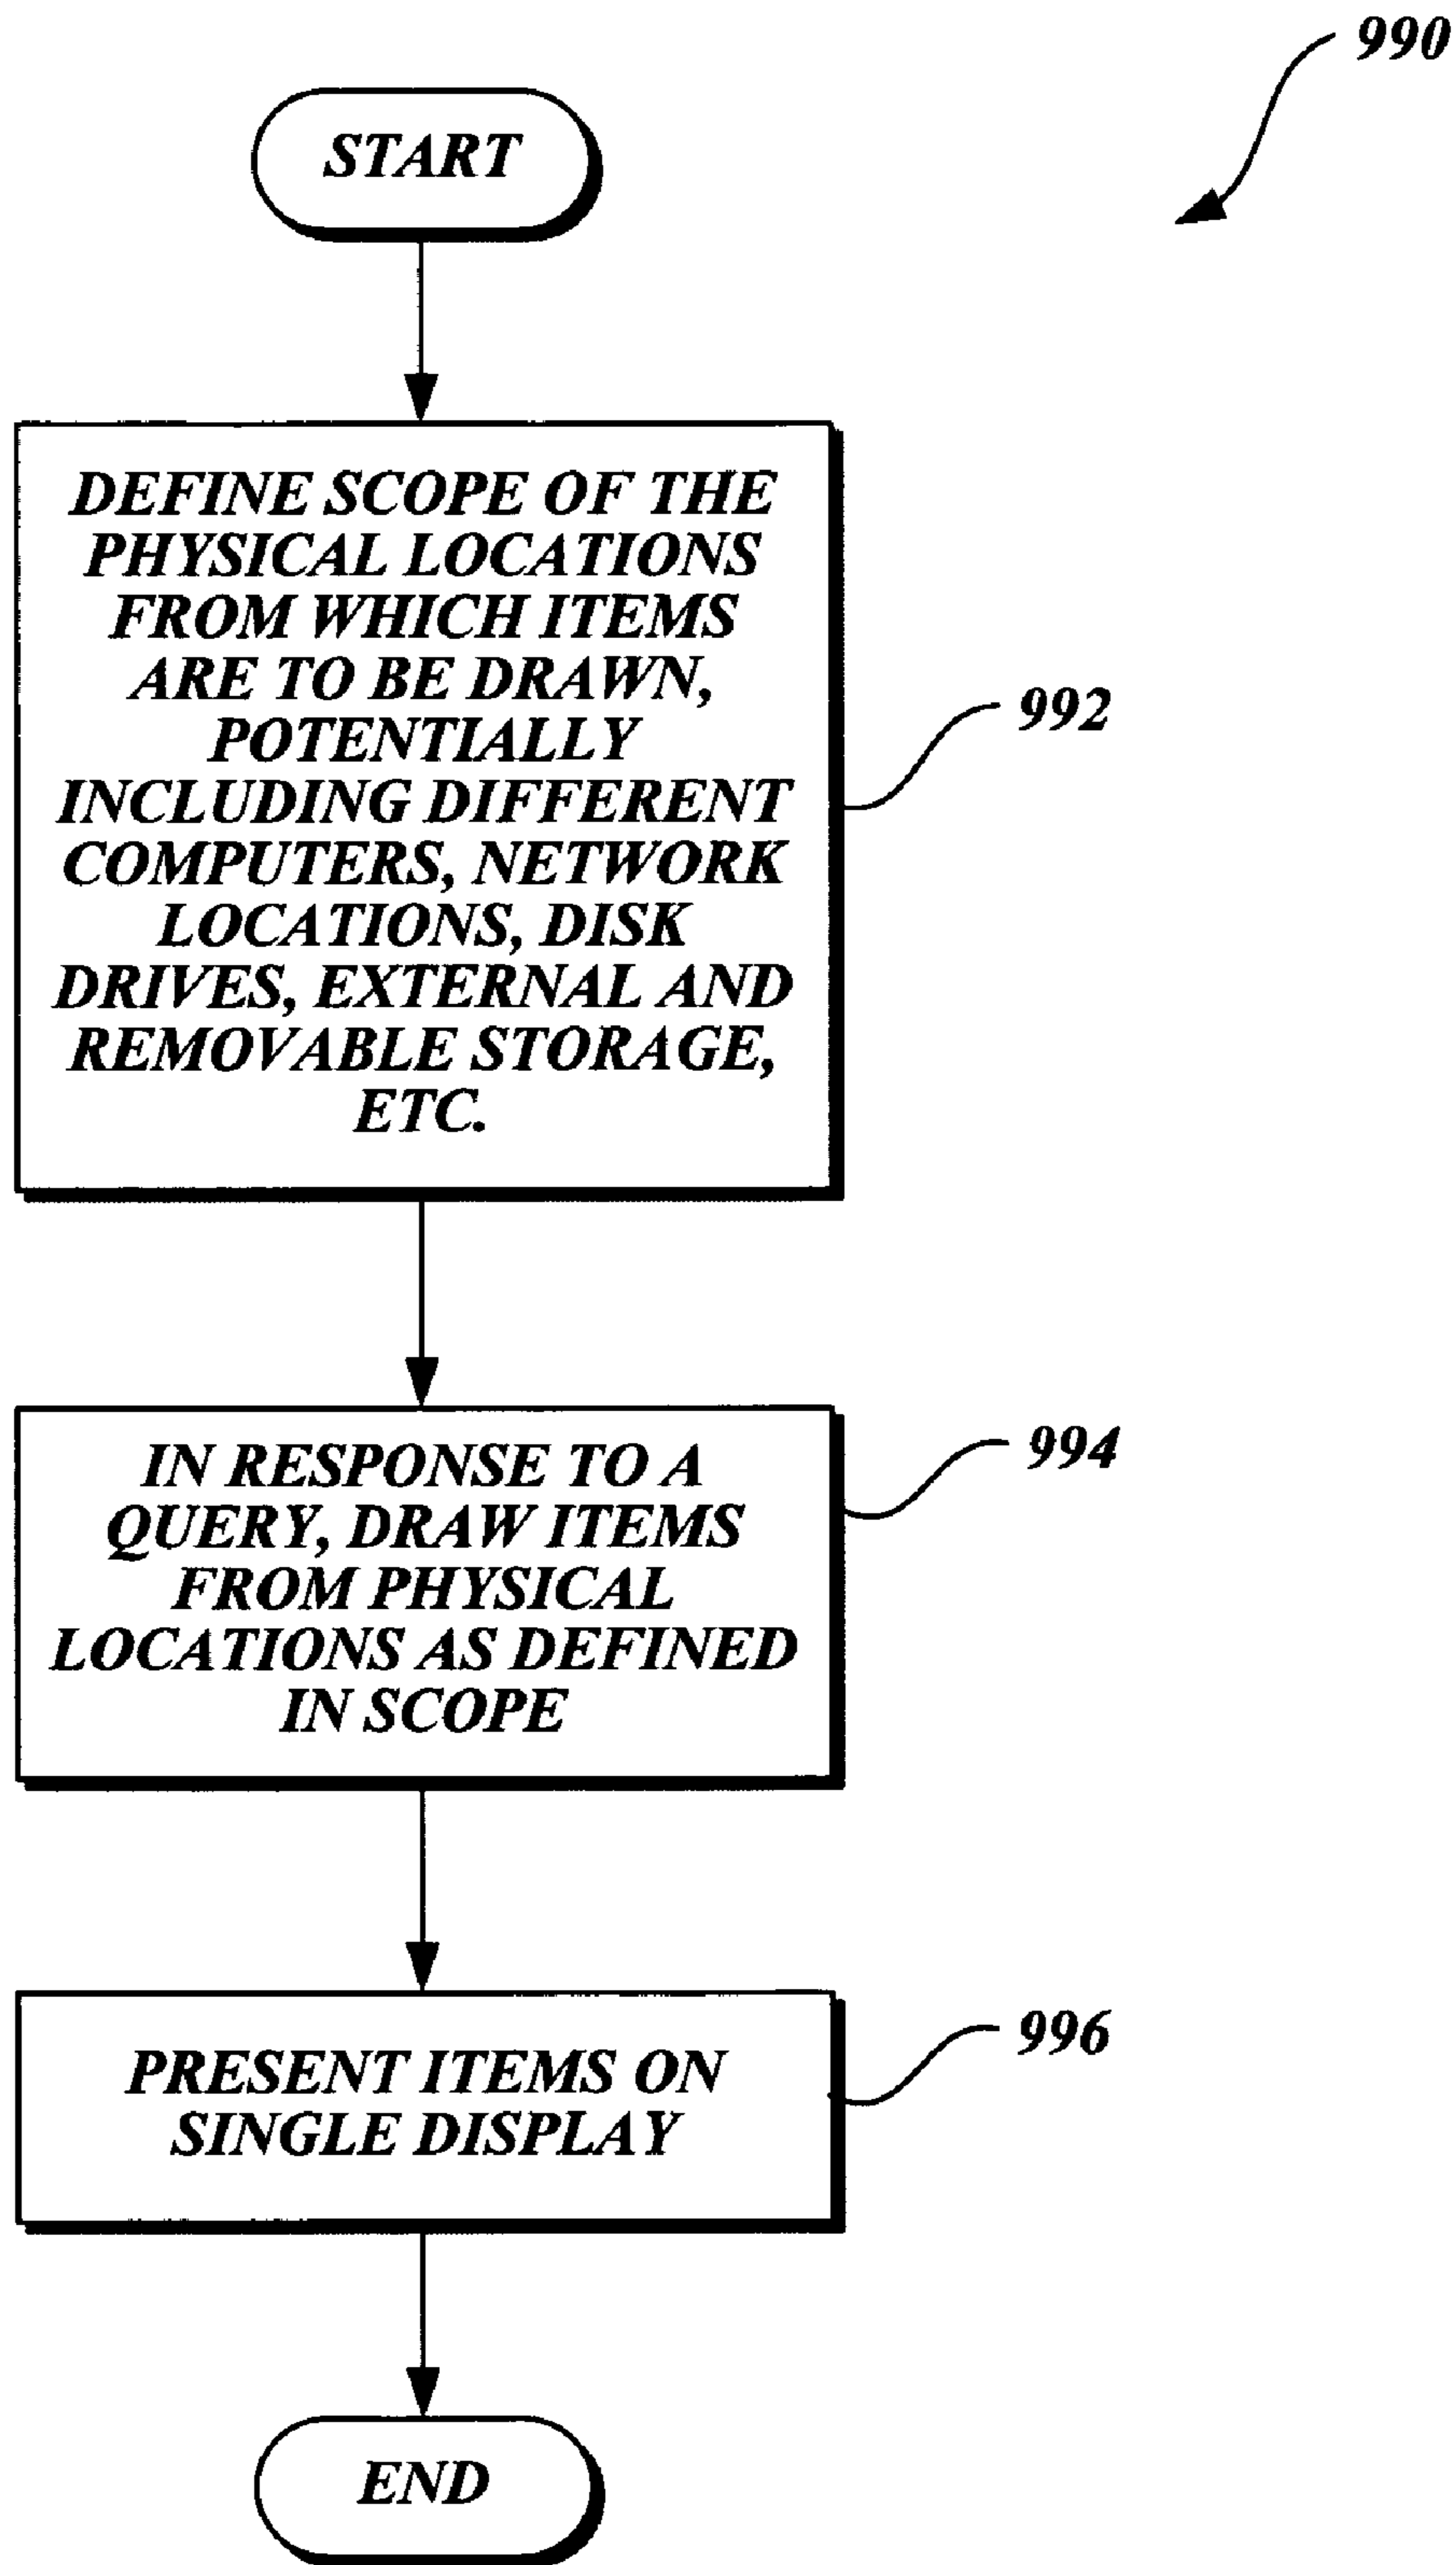 990
START
DEFINE SCOPE OF THE
PHYSICAL LOCATIONS
FROM WHICH ITEMS
ARE TO BE DRAWN,
POTENTIALLY
INCLUDING DIFFERENT
COMPUTERS, NETWORK
LOCATIONS, DISK
DRIVES, EXTERNAL AND
REMOVABLE STORAGE,
ETC.
992
IN RESPONSE TO A
QUERY, DRAW ITEMS
FROM PHYSICAL
LOCATIONS AS DEFINED
IN SCOPE
994
PRESENT ITEMS ON
SINGLE DISPLAY
996
END